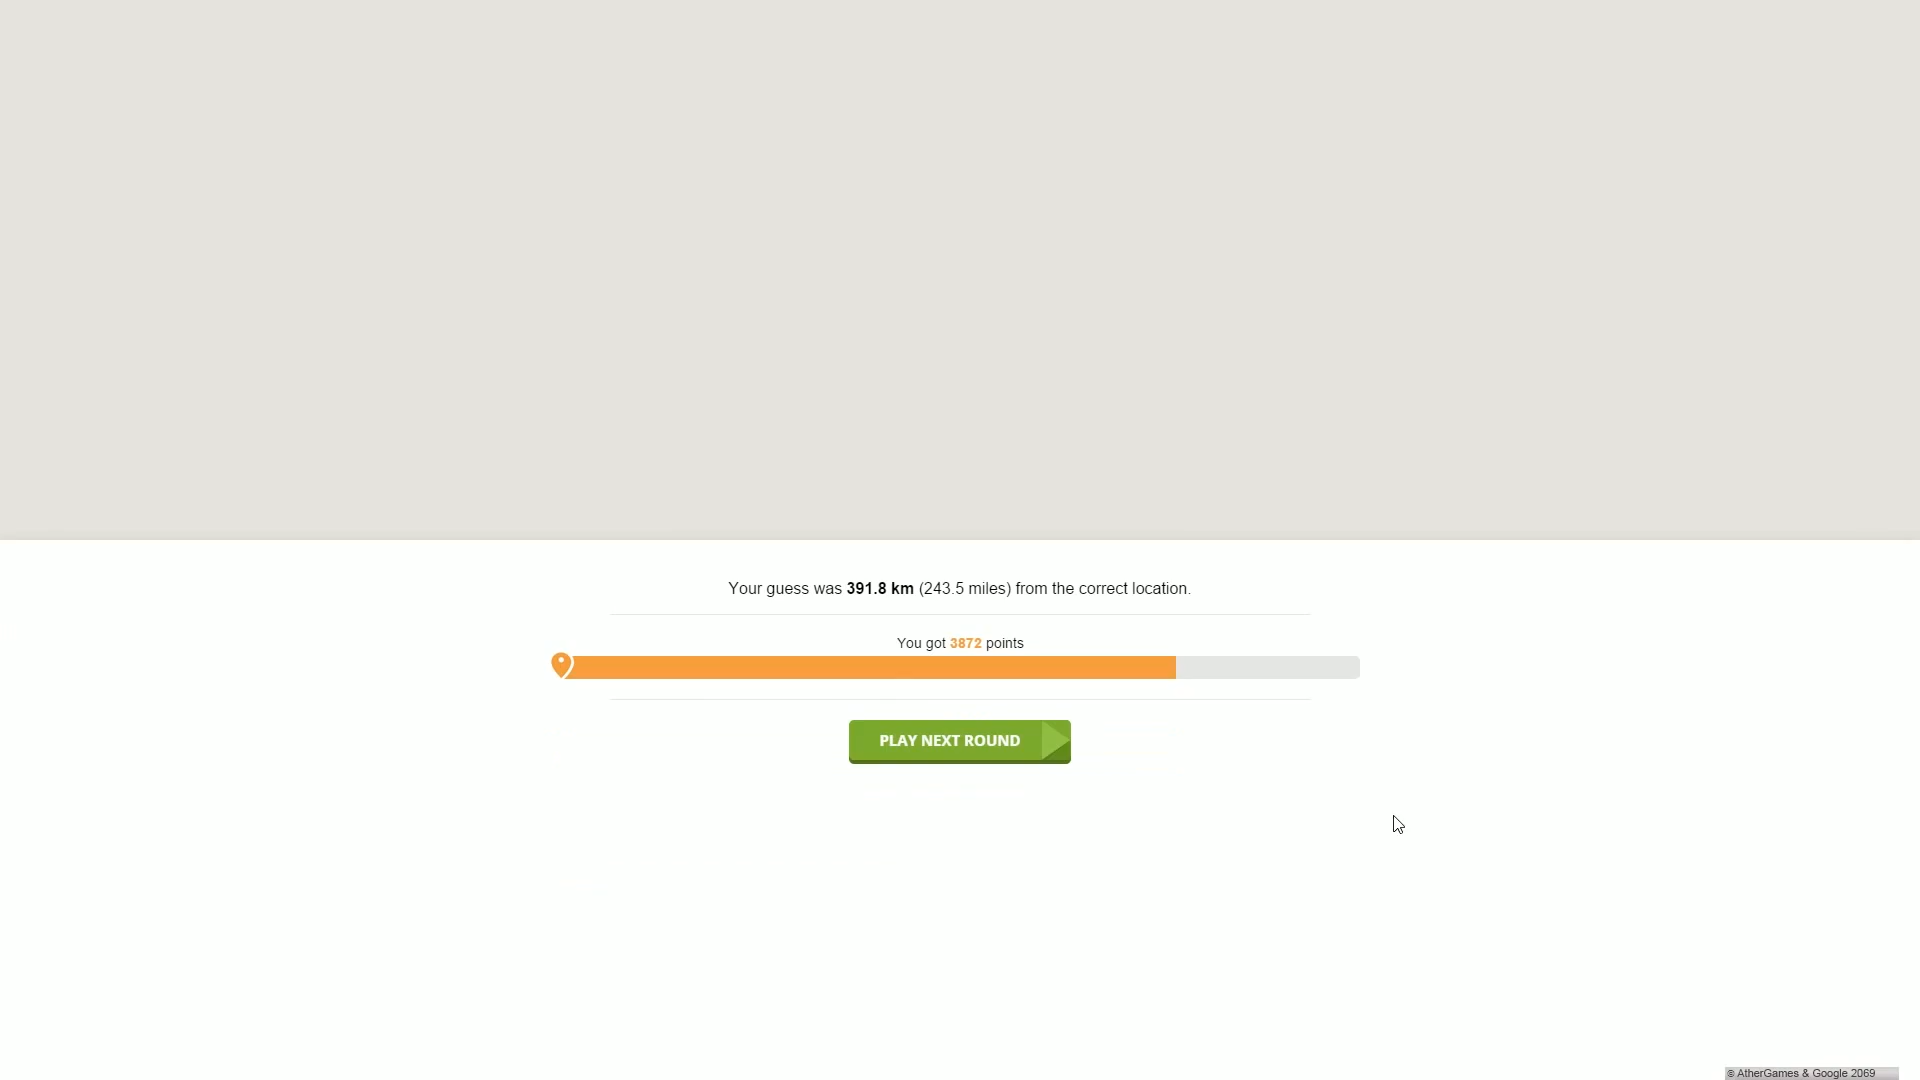 Your guess was 391.8 km (243.5 miles) from the correct location.
You got 3872 points
PLAY NEXT ROUND
© AtherGames & Google 2069